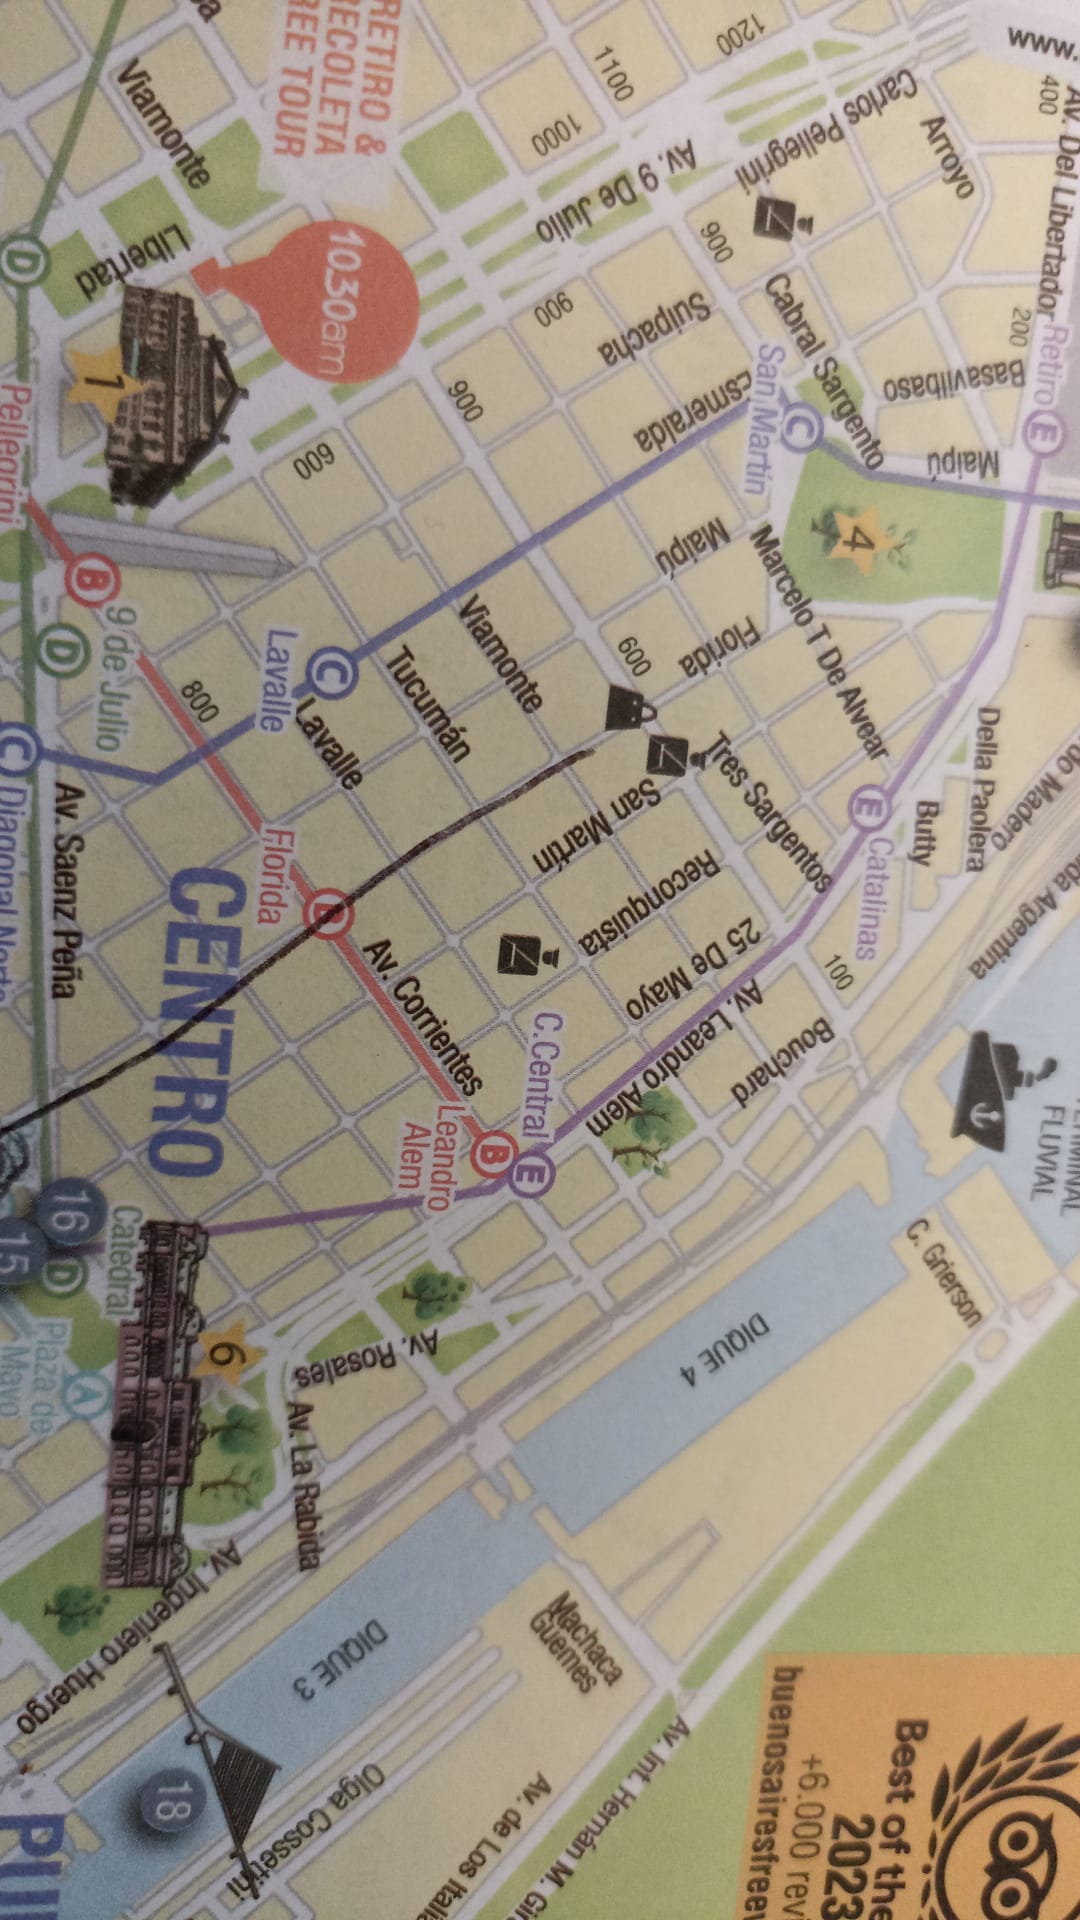 www.
Av. Del Libertador
400
200
1200
1100
1000
900
900
900
600
600
800
100
RETIRO &
RECOLETA
FREE TOUR
10.30am
Viamonte
Libertad
Av. 9 De Julio
Carlos Pellegrini
Arroyo
Cabral Sargento
Suipacha
Esmeralda
Basavilbaso
Maipú
San Martín
C
Retiro
E
D
1
Pellegrini
B
9 de Julio
D
4
Maipú
Florida
Marcelo T De Alvear
Viamonte
Tucumán
Lavalle
C
Lavalle
C
Diagonal Norte
Av. Saenz Peña
Florida
B
CENTRO
Av. Corrientes
San Martín
Reconquista
25 De Mayo
Tres Sargentos
Av. Leandro Alem
Bouchard
E
Catalinas
Butty
Della Paolera
Madero
Argentina
C.Central
E
B
Leandro
Alem
TERMINAL
FLUVIAL
C. Grierson
DIQUE 4
16
15
D
Catedral
Plaza de
Mayo
A
6
Av. Rosales
Av. La Rabida
Av. Ingeniero Huergo
DIQUE 3
18
Machaca
Guemes
Olga Cossettini
Av. de Los Itali
Av. Int. Hernán M. Gir
Best of the
2023
+6.000 revi
buenosairesfreew
PU